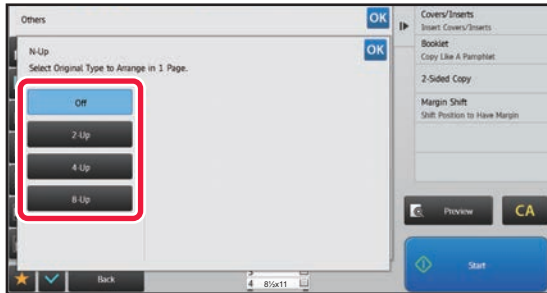 Others
OK
N-Up
OK
Select Original Type to Arrange in 1 Page.
Off
2-Up
4-Up
8-Up
Back
4 8½x11
Covers/Inserts
Insert Covers/Inserts
Booklet
Copy Like A Pamphlet
2-Sided Copy
Margin Shift
Shift Position to Have Margin
Preview
CA
Start